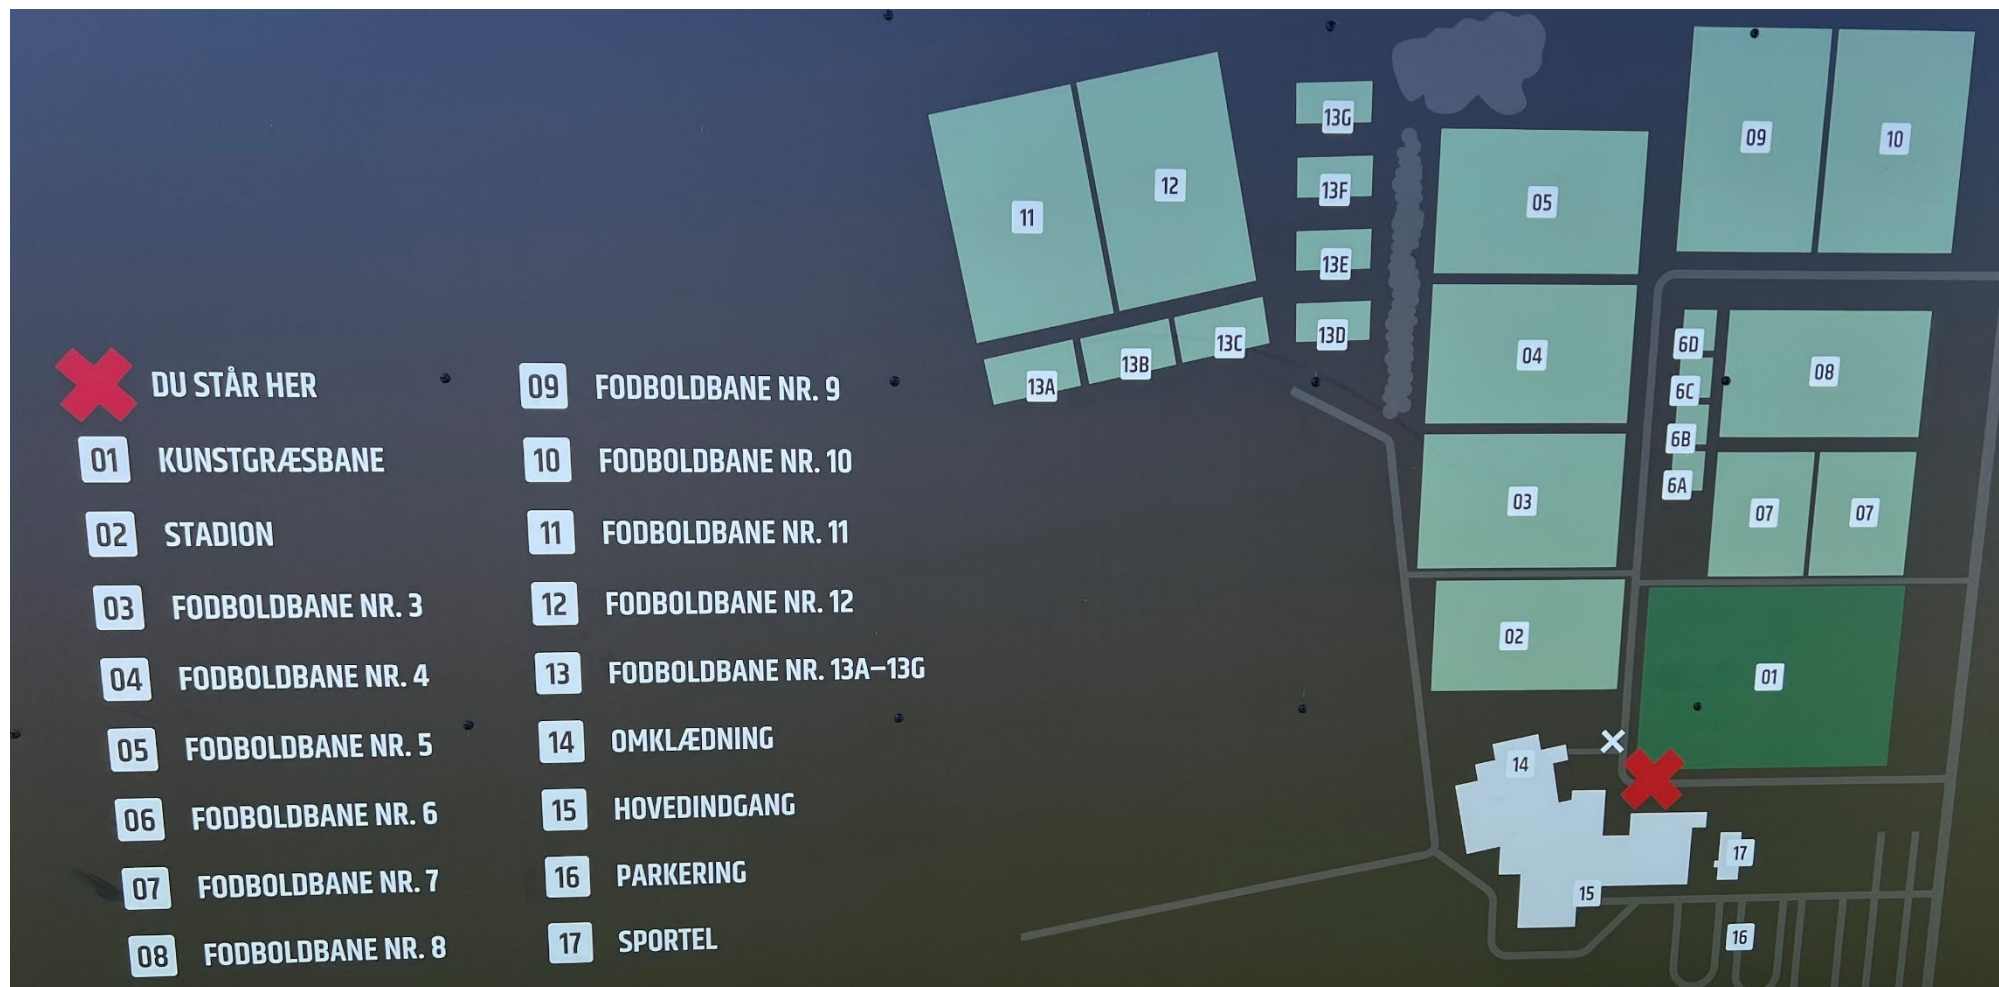 DU STÅR HER
01 KUNSTGRÆSBANE
02 STADION
03 FODBOLDBANE NR. 3
04 FODBOLDBANE NR. 4
05 FODBOLDBANE NR. 5
06 FODBOLDBANE NR. 6
07 FODBOLDBANE NR. 7
08 FODBOLDBANE NR. 8
09 FODBOLDBANE NR. 9
10 FODBOLDBANE NR. 10
11 FODBOLDBANE NR. 11
12 FODBOLDBANE NR. 12
13 FODBOLDBANE NR. 13A–13G
14 OMKLÆDNING
15 HOVEDINDGANG
16 PARKERING
17 SPORTEL
11
12
13A
13B
13C
13G
13F
13E
13D
05
04
03
02
09
10
6D
6C
6B
6A
08
07
07
01
14
15
17
16